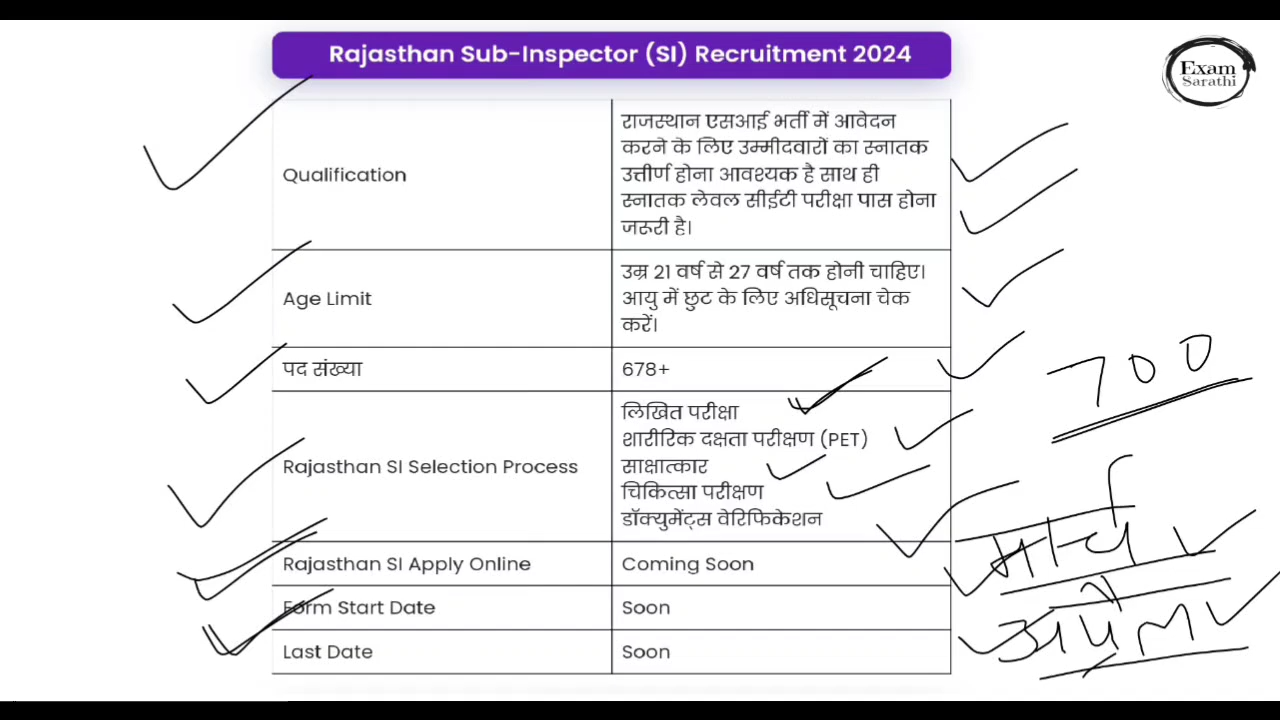 Rajasthan Sub-Inspector (SI) Recruitment 2024
Exam
Sarathi
Qualification
राजस्थान एसआई भर्ती में आवेदन
करने के लिए उम्मीदवारों का स्नातक
उत्तीर्ण होना आवश्यक है साथ ही
स्नातक लेवल सीईटी परीक्षा पास होना
जरूरी है।
Age Limit
उम्र 21 वर्ष से 27 वर्ष तक होनी चाहिए।
आयु में छुट के लिए अधिसूचना चेक
करें।
पद संख्या
678+
700
Rajasthan SI Selection Process
लिखित परीक्षा
शारीरिक दक्षता परीक्षण (PET)
साक्षात्कार
चिकित्सा परीक्षण
डॉक्युमेंट्स वेरिफिकेशन
मार्च
Rajasthan SI Apply Online
Coming Soon
Form Start Date
Soon
अप्रैल
Last Date
Soon